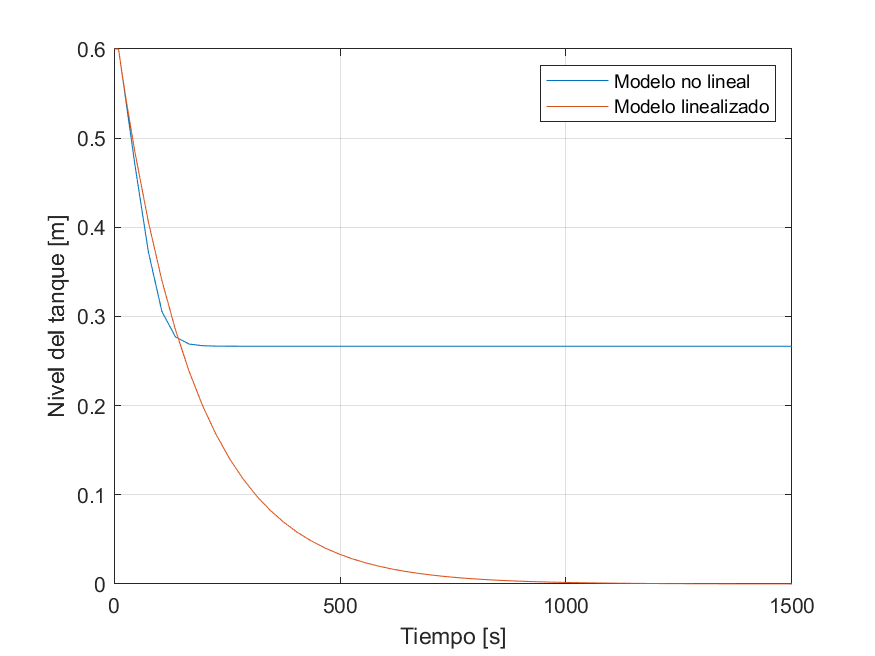 Modelo no lineal
Modelo linealizado
Nivel del tanque [m]
0.6
0.5
0.4
0.3
0.2
0.1
0
0 500 1000 1500
Tiempo [s]